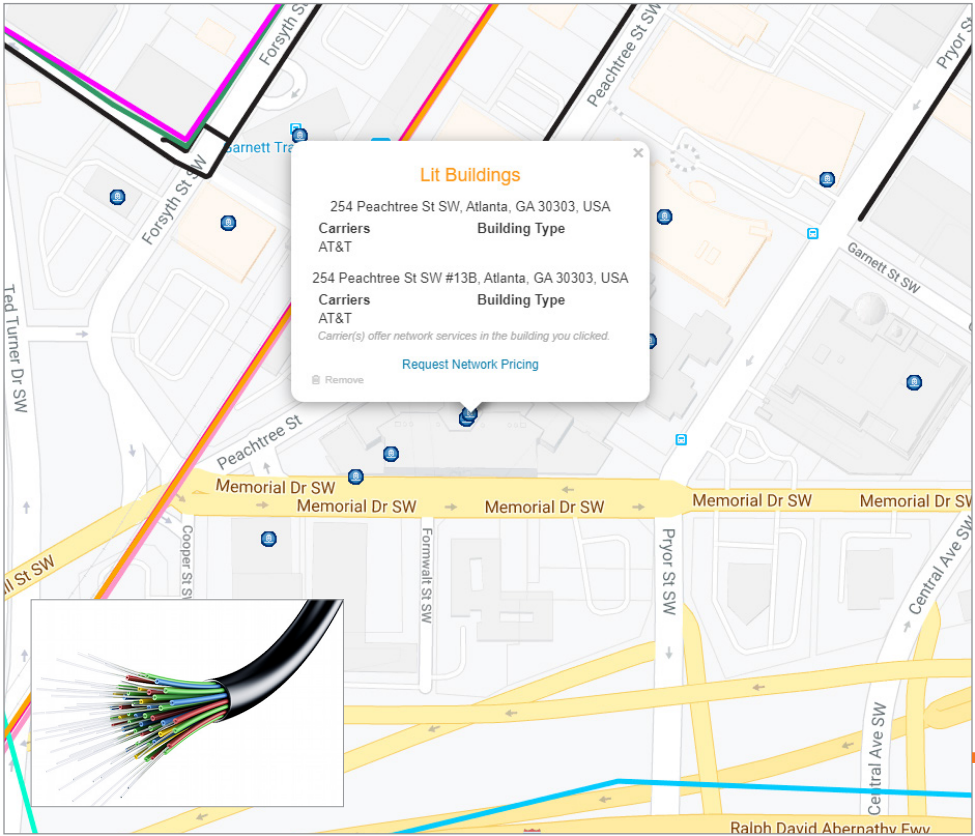 Forsyth St
Peachtree St SW
Pryor S
Garnett Tra
Forsyth St SW
Lit Buildings
254 Peachtree St SW, Atlanta, GA 30303, USA
Carriers Building Type
AT&T
254 Peachtree St SW #13B, Atlanta, GA 30303, USA
Carriers Building Type
AT&T
Carrier(s) offer network services in the building you clicked.
Request Network Pricing
Remove
Garnett St SW
Ted Turner Dr SW
Peachtree St
Memorial Dr SW
Memorial Dr SW
Memorial Dr SW
Memorial Dr SW
Memorial Dr SW
ll St SW
Cooper St SW
Formwalt St SW
Pryor St SW
Central Ave SW
Central Ave SW
Ralph David Abernathy Fwy